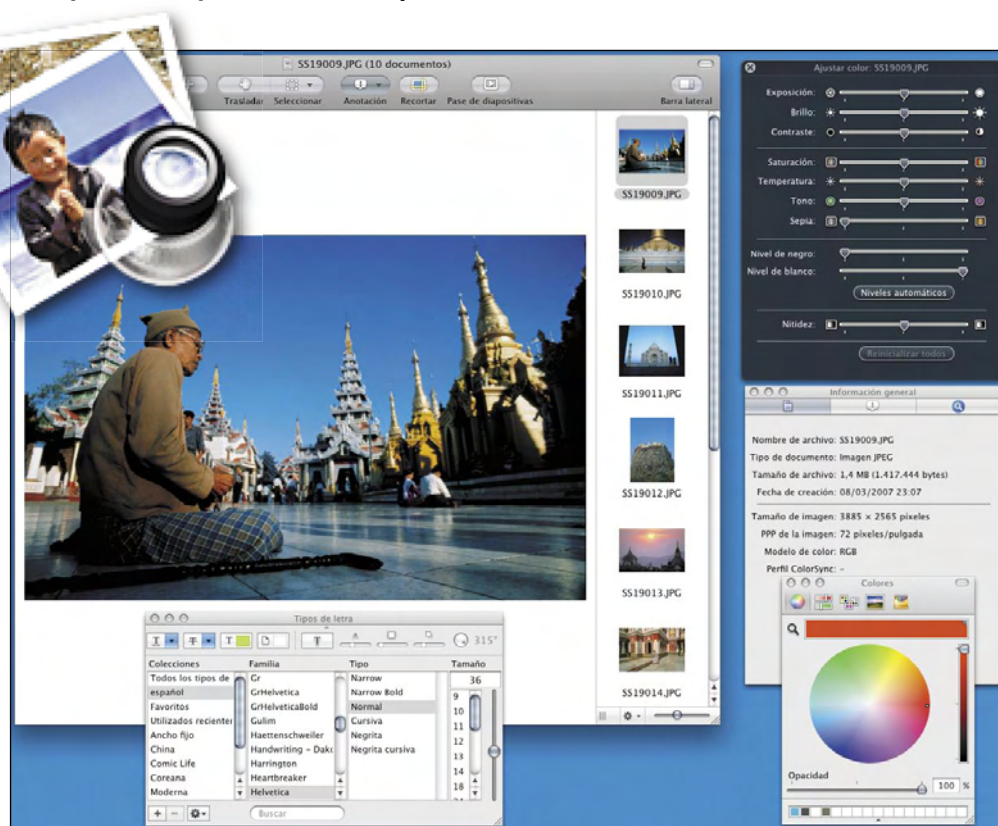 SS19009.JPG (10 documentos)
Trasladar Seleccionar Anotación Recortar Pase de diapositivas Barra lateral
SS19009.JPG
SS19010.JPG
SS19011.JPG
SS19012.JPG
SS19013.JPG
SS19014.JPG
Ajustar color: SS19009.JPG
Exposición:
Brillo:
Contraste:
Saturación:
Temperatura:
Tono:
Sepia:
Nivel de negro:
Nivel de blanco:
Niveles automáticos
Nitidez:
Reinicializar todos
Información general
Nombre de archivo: SS19009.JPG
Tipo de documento: Imagen JPEG
Tamaño de archivo: 1,4 MB (1.417.444 bytes)
Fecha de creación: 08/03/2007 23:07
Tamaño de imagen: 3885 × 2565 píxeles
PPP de la imagen: 72 píxeles/pulgada
Modelo de color: RGB
Perfil ColorSync: -
Colores
Opacidad
100 %
Tipos de letra
T T T T 315°
Colecciones Familia Tipo Tamaño
Todos los tipos de Gr Narrow 36
español GrHelvetica Narrow Bold 9
Favoritos GrHelveticaBold Normal 10
Utilizados reciente Gulim Cursiva 11
Ancho fijo Haettenschweiler Negrita 12
China Handwriting – Dak Negrita cursiva 13
Comic Life Harrington 14
Coreana Heartbreaker 18
Moderna Helvetica
Buscar